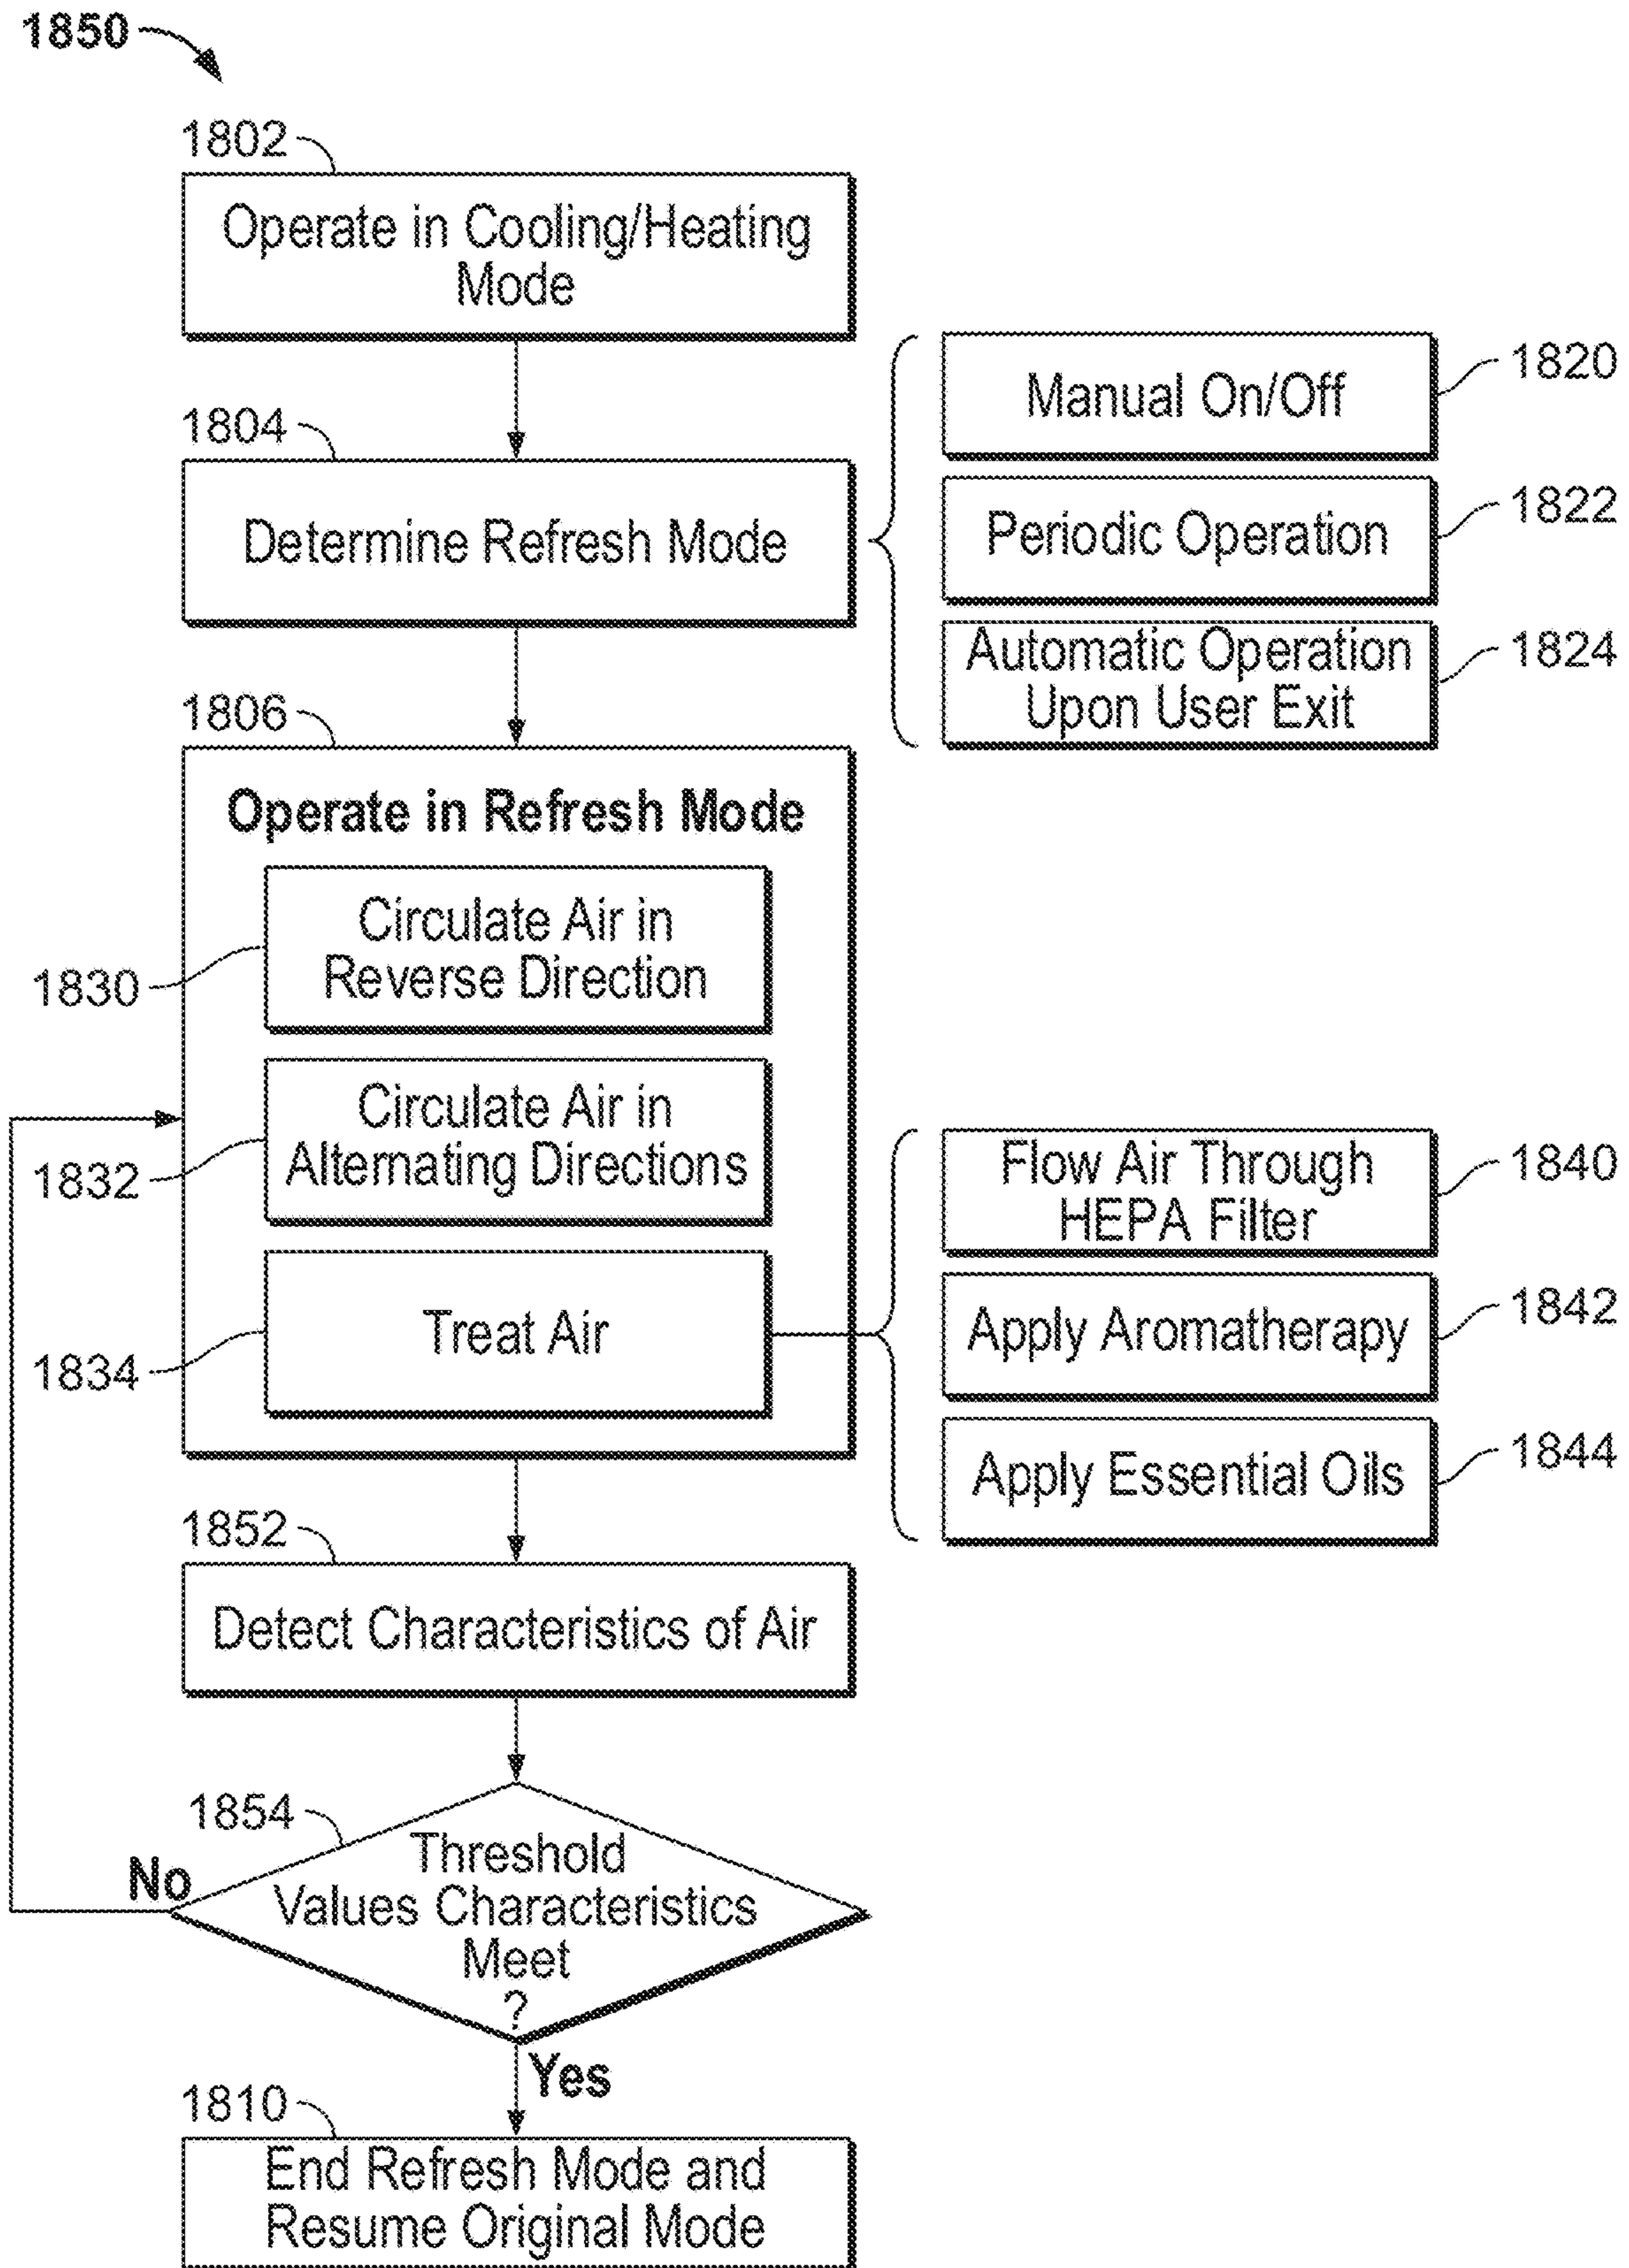 1850
1802
Operate in Cooling/Heating
Mode
1804
Determine Refresh Mode
Manual On/Off
1820
Periodic Operation
1822
Automatic Operation
Upon User Exit
1824
1806
Operate in Refresh Mode
Circulate Air in
Reverse Direction
1830
Circulate Air in
Alternating Directions
1832
Treat Air
1834
Flow Air Through
HEPA Filter
1840
Apply Aromatherapy
1842
Apply Essential Oils
1844
1852
Detect Characteristics of Air
1854
Threshold
Values Characteristics
Meet
?
No
Yes
1810
End Refresh Mode and
Resume Original Mode